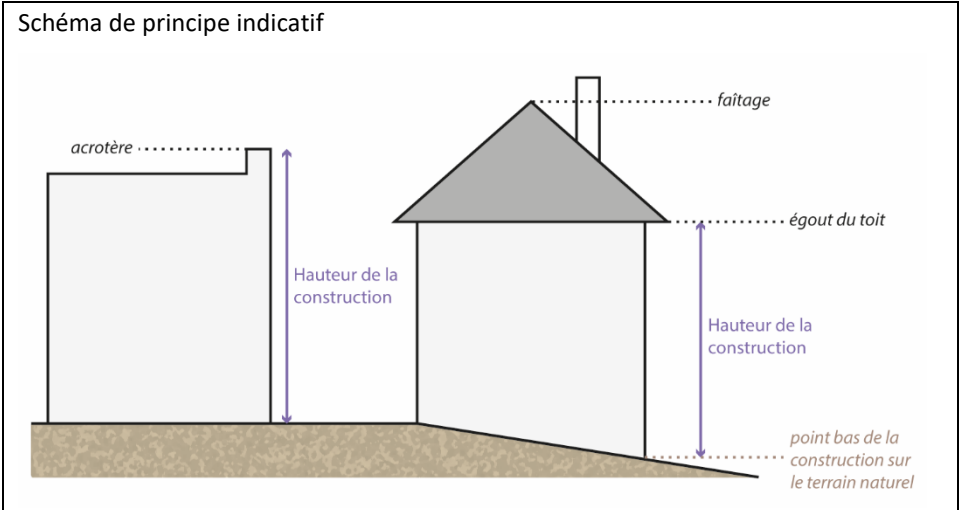 Schéma de principe indicatif
faîtage
acrotère
égout du toit
Hauteur de la
construction
Hauteur de la
construction
point bas de la
construction sur
le terrain naturel